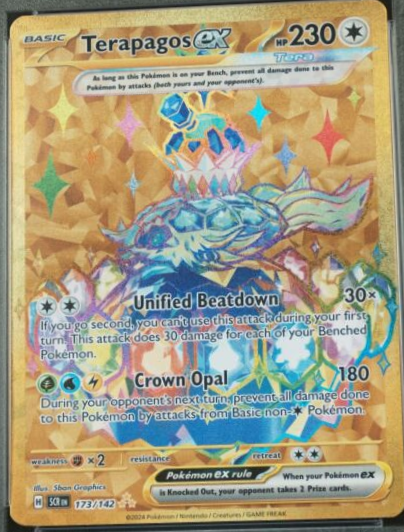 BASIC Terapagos ex HP 230
Tera
As long as this Pokémon is on your Bench, prevent all damage done to this
Pokémon by attacks (both yours and your opponent's).
Unified Beatdown 30×
If you go second, you can't use this attack during your first
turn. This attack does 30 damage for each of your Benched
Pokémon.
Crown Opal 180
During your opponent's next turn, prevent all damage done
to this Pokémon by attacks from Basic non- Pokémon.
weakness ×2 resistance retreat
Illus. 5ban Graphics
Pokémon ex rule When your Pokémon ex
is Knocked Out, your opponent takes 2 Prize cards.
H SCR EN 173/142
©2024 Pokémon / Nintendo / Creatures / GAME FREAK